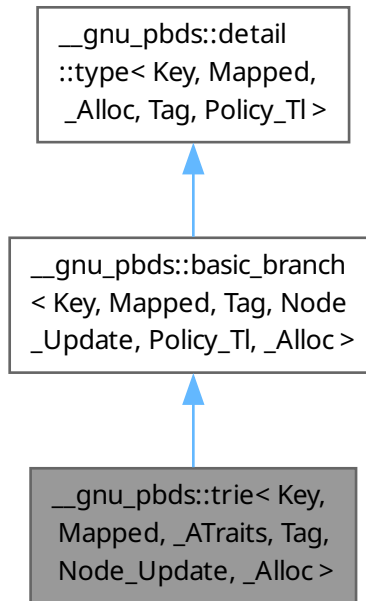 __gnu_pbds::detail
::type< Key, Mapped,
_Alloc, Tag, Policy_Tl >
__gnu_pbds::basic_branch
< Key, Mapped, Tag, Node
_Update, Policy_Tl, _Alloc >
__gnu_pbds::trie< Key,
Mapped, _ATraits, Tag,
Node_Update, _Alloc >